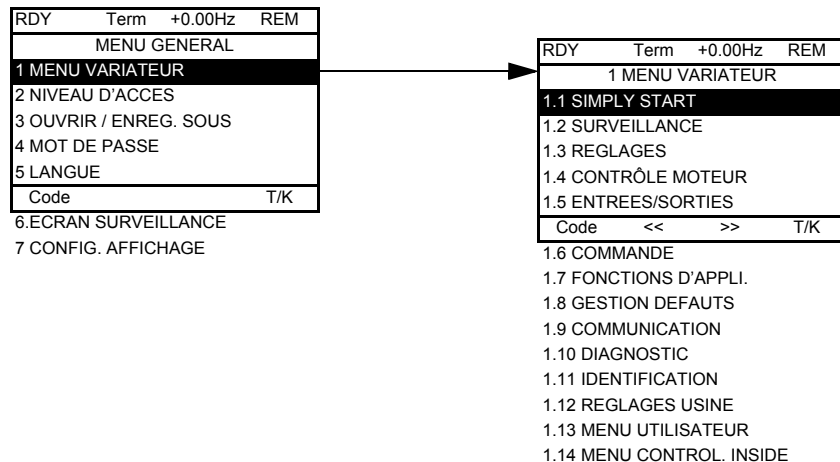 RDY Term +0.00Hz REM
MENU GENERAL
1 MENU VARIATEUR
2 NIVEAU D'ACCES
3 OUVRIR / ENREG. SOUS
4 MOT DE PASSE
5 LANGUE
Code T/K
6.ECRAN SURVEILLANCE
7 CONFIG. AFFICHAGE
RDY Term +0.00Hz REM
1 MENU VARIATEUR
1.1 SIMPLY START
1.2 SURVEILLANCE
1.3 REGLAGES
1.4 CONTRÔLE MOTEUR
1.5 ENTREES/SORTIES
Code << >> T/K
1.6 COMMANDE
1.7 FONCTIONS D'APPLI.
1.8 GESTION DEFAUTS
1.9 COMMUNICATION
1.10 DIAGNOSTIC
1.11 IDENTIFICATION
1.12 REGLAGES USINE
1.13 MENU UTILISATEUR
1.14 MENU CONTROL. INSIDE